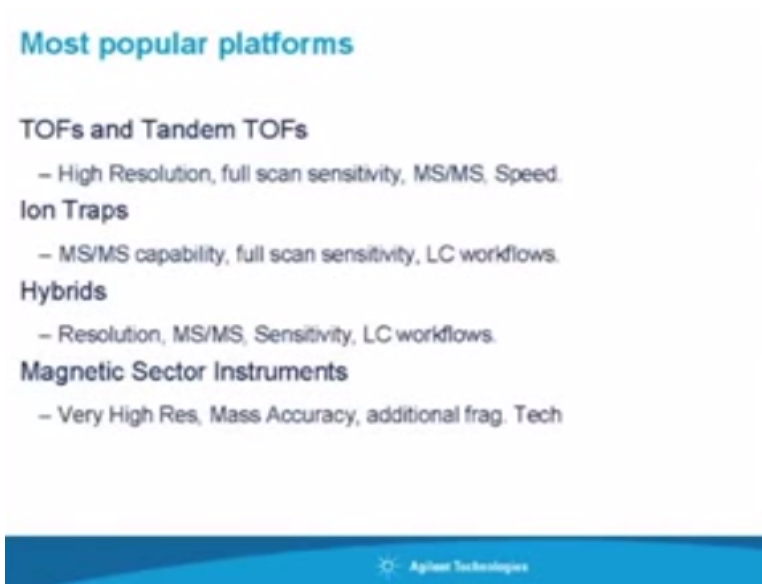 Most popular platforms
TOFs and Tandem TOFs
– High Resolution, full scan sensitivity, MS/MS, Speed.
Ion Traps
– MS/MS capability, full scan sensitivity, LC workflows.
Hybrids
– Resolution, MS/MS, Sensitivity, LC workflows.
Magnetic Sector Instruments
– Very High Res, Mass Accuracy, additional frag. Tech
Agilent Technologies